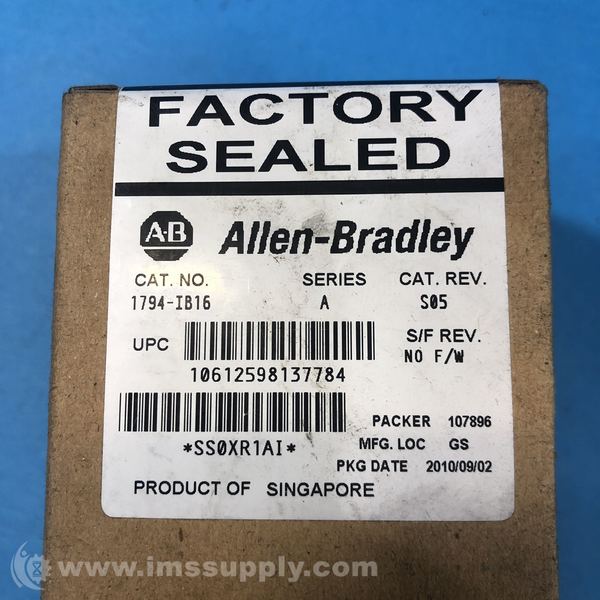 FACTORY
SEALED
A-B Allen-Bradley
CAT. NO. SERIES CAT. REV.
1794-IB16 A S05
UPC S/F REV.
NO F/W
10612598137784
PACKER 107896
*SS0XR1AI* MFG. LOC GS
PKG DATE 2010/09/02
PRODUCT OF SINGAPORE
www.imssupply.com